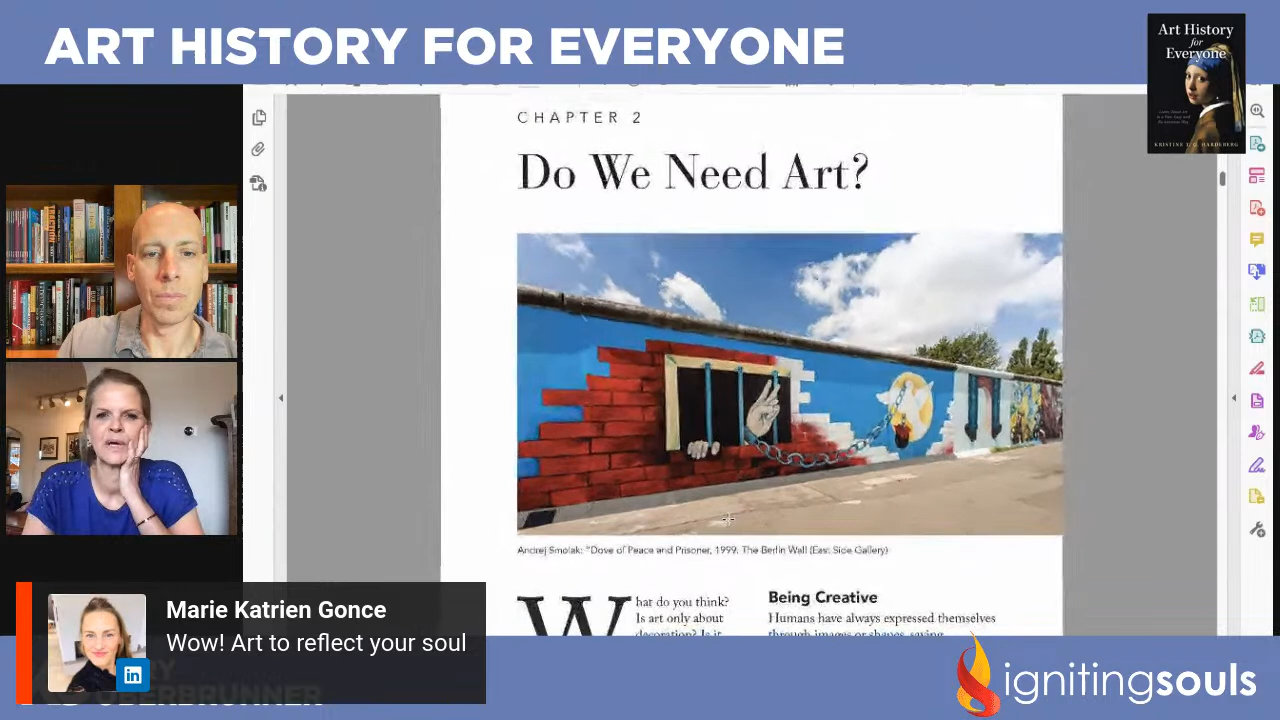 ART HISTORY FOR EVERYONE
Art History
for
Everyone
KRISTINE T. G. HARDEBERG
CHAPTER 2
Do We Need Art?
Andrej Smolak: "Dove of Peace and Prisoner, 1999. The Berlin Wall (East Side Gallery)
What do you think?
Is art only about
decoration? Is it
Being Creative
Humans have always expressed themselves
through images or shapes, saying
Marie Katrien Gonce
Wow! Art to reflect your soul
in
OBERBRUNNER
ignitingsouls